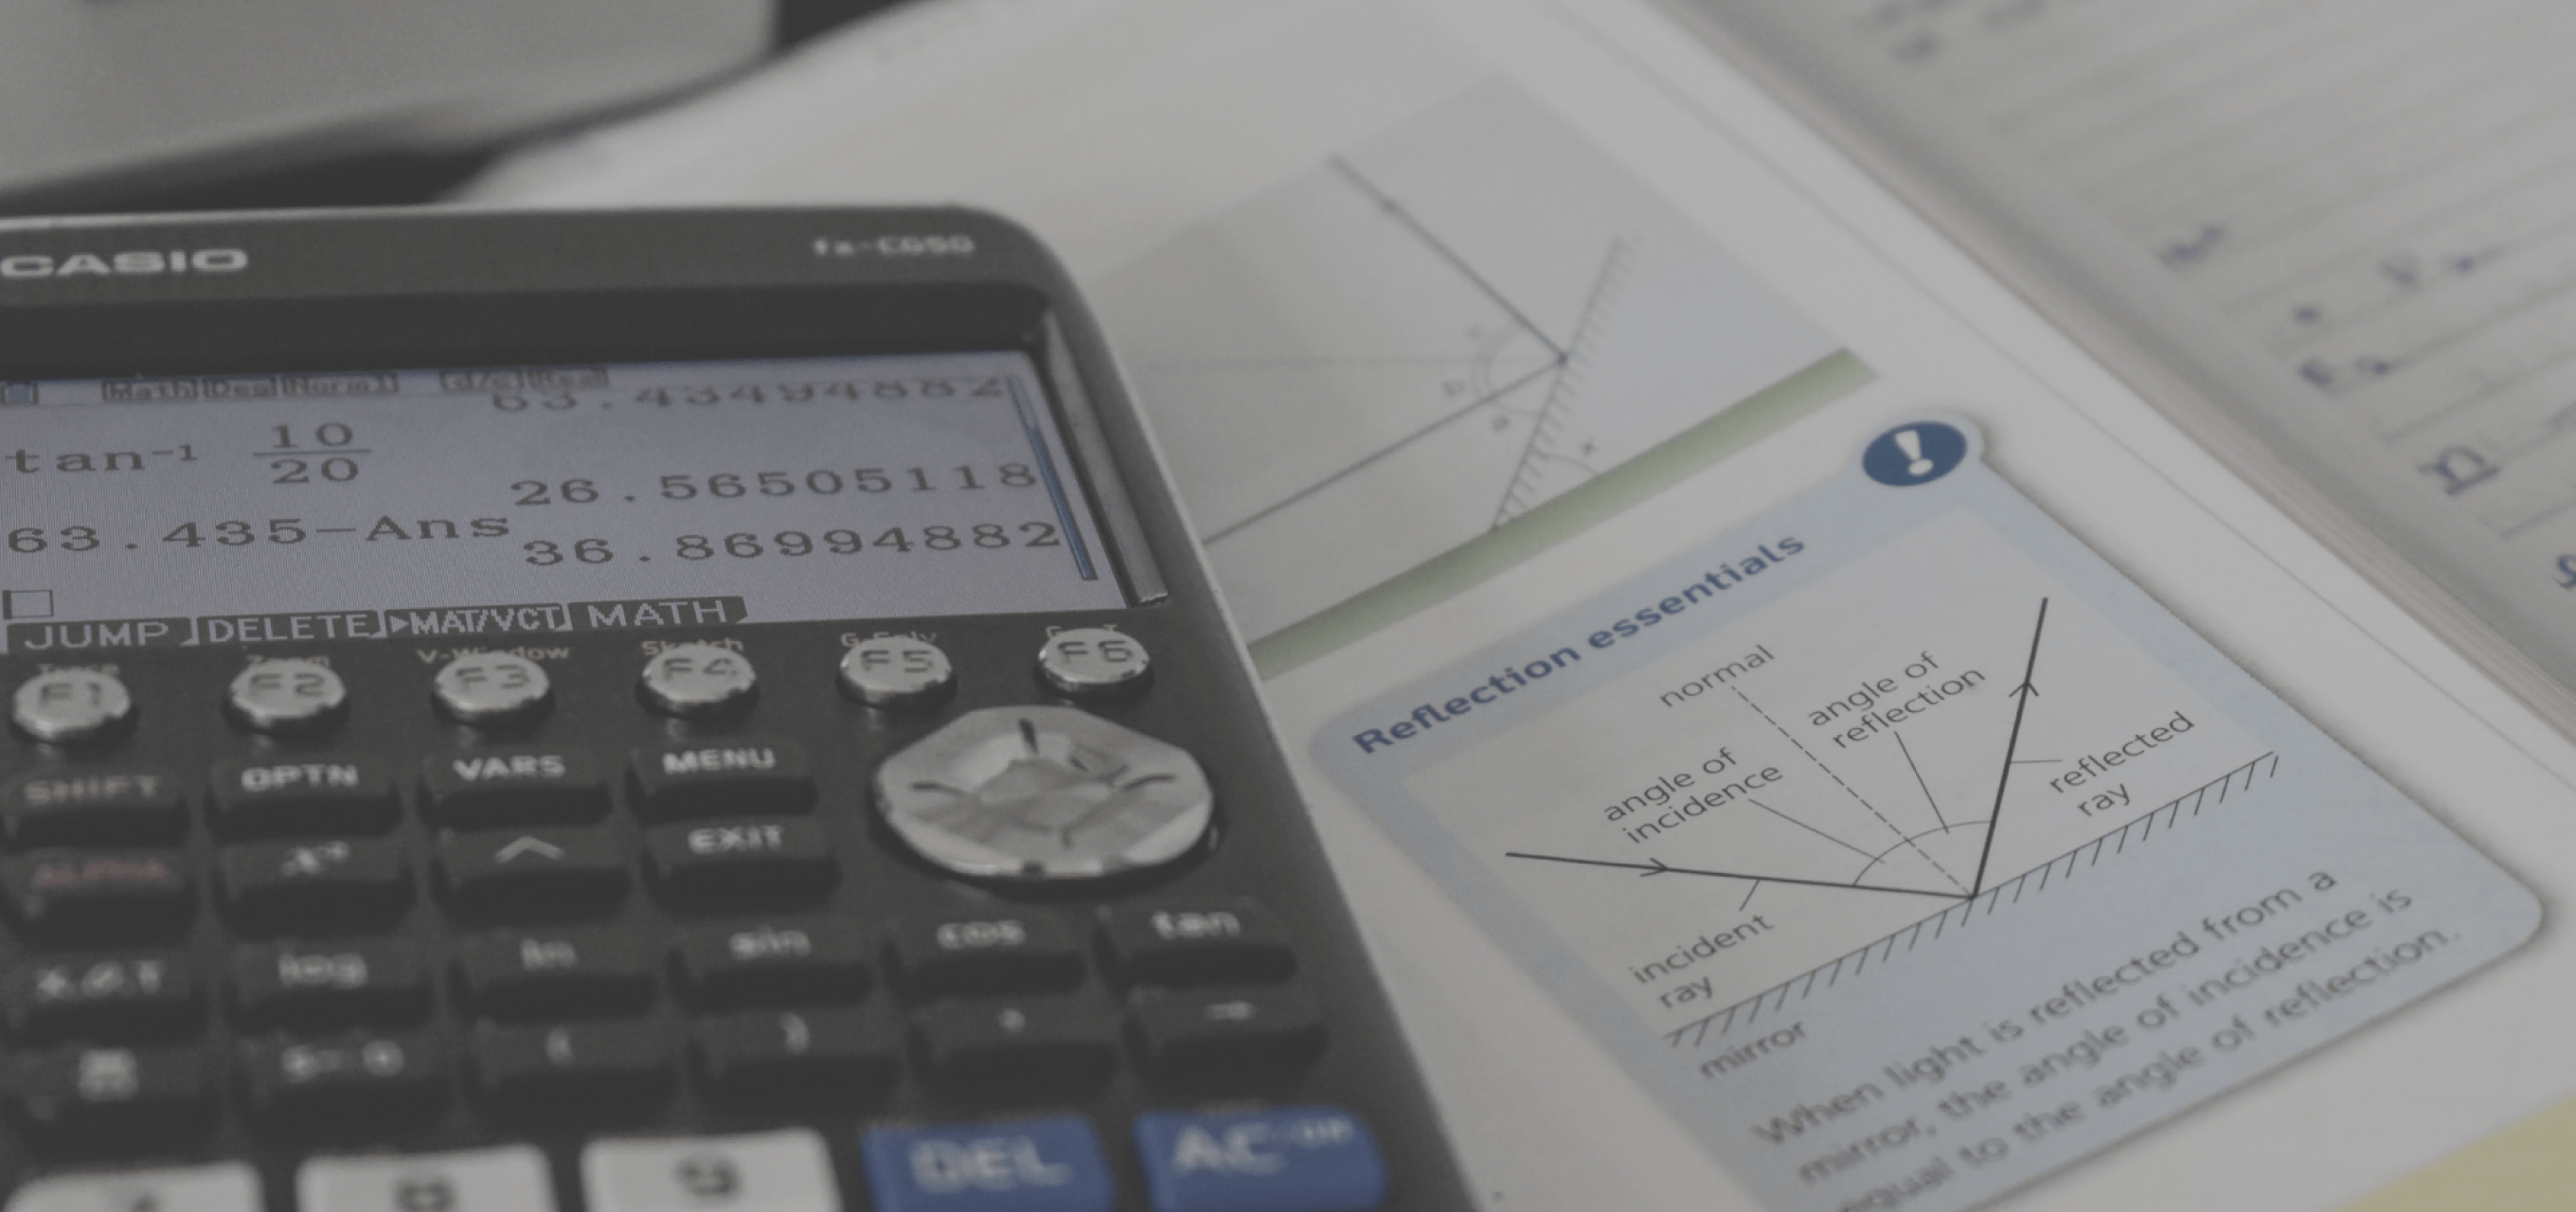 CASIO
fx-CG50
Math Deg Norm1 d/c Real
63.43494882
tan⁻¹ 10/20
26.56505118
63.435−Ans
36.86994882
JUMP DELETE ▶MAT/VCT MATH
V-Window Sketch G-Solv
F1 F2 F3 F4 F5 F6
SHIFT OPTN VARS MENU
ALPHA x² ^ EXIT
X,θ,T log ln sin cos tan
( ) , →
DEL AC
Reflection essentials
normal
angle of
reflection
angle of
incidence
reflected
ray
incident
ray
mirror
When light is reflected from a
mirror, the angle of incidence is
equal to the angle of reflection.